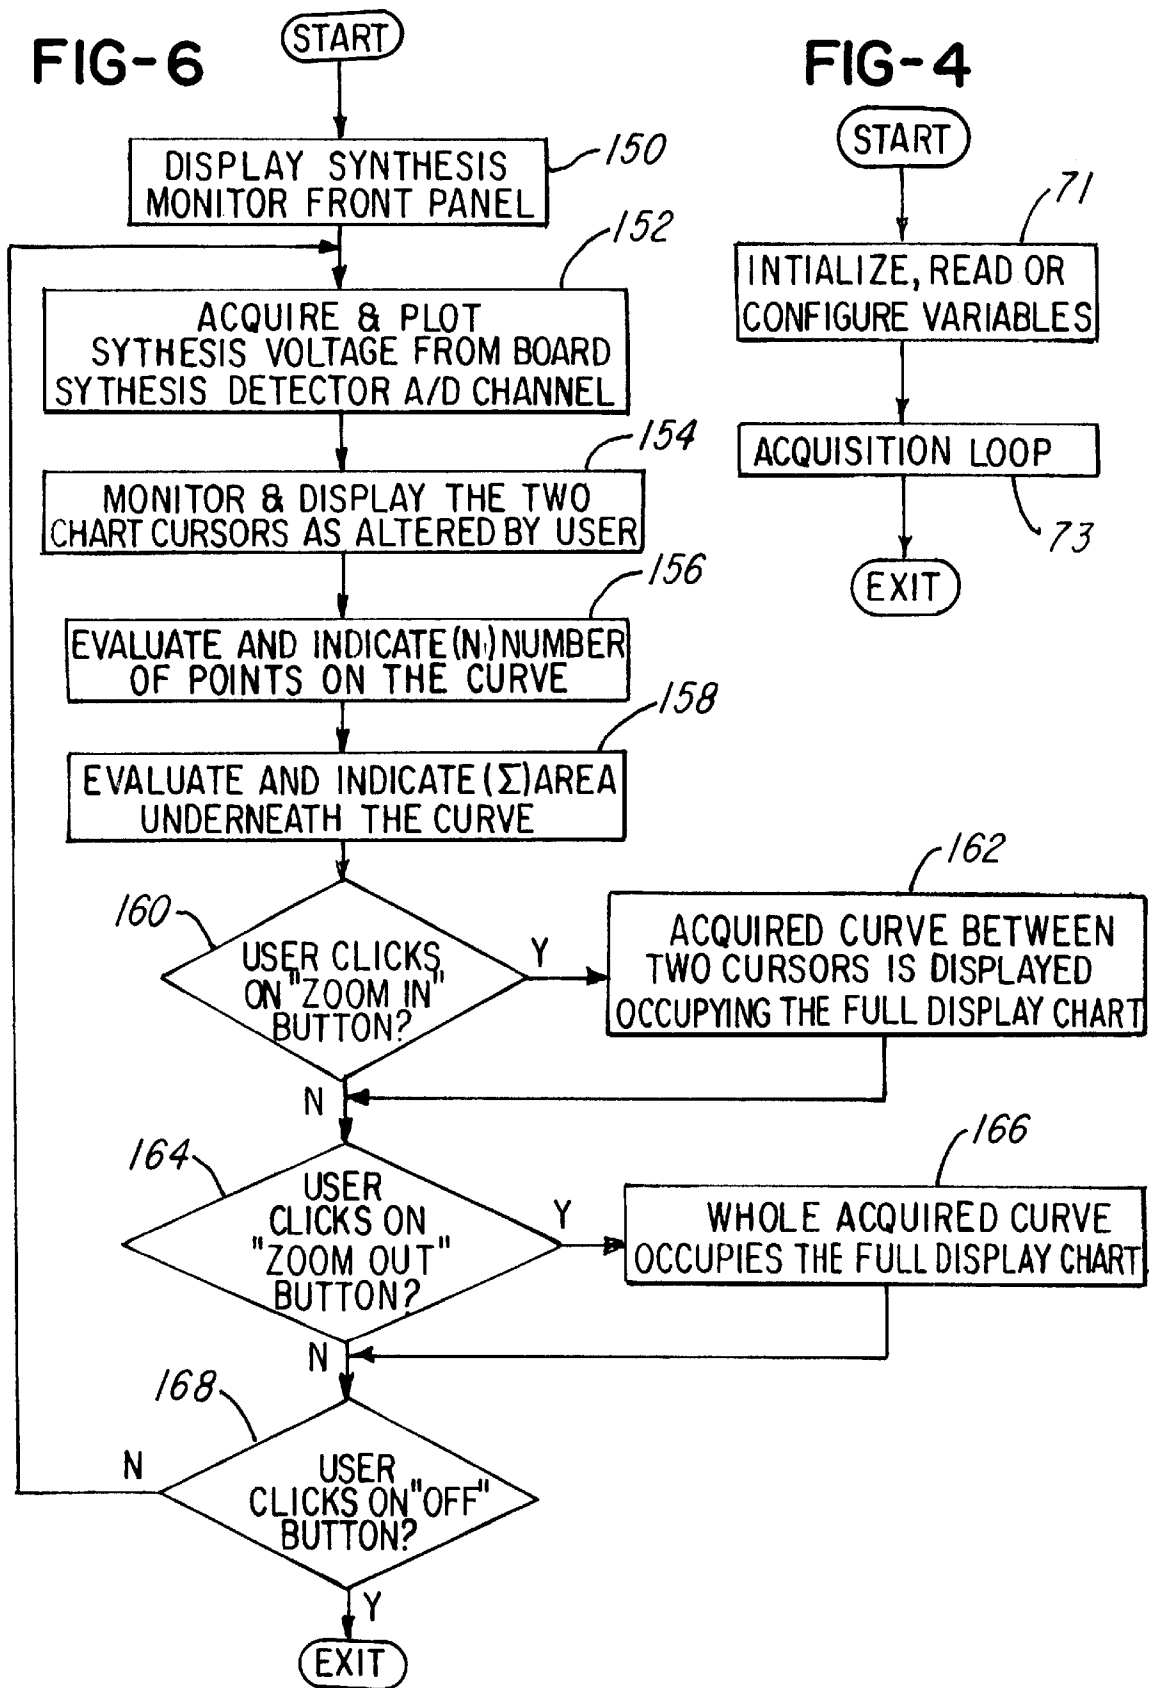 FIG-6
START
DISPLAY SYNTHESIS
MONITOR FRONT PANEL
150
ACQUIRE & PLOT
SYTHESIS VOLTAGE FROM BOARD
SYTHESIS DETECTOR A/D CHANNEL
152
MONITOR & DISPLAY THE TWO
CHART CURSORS AS ALTERED BY USER
154
EVALUATE AND INDICATE (N) NUMBER
OF POINTS ON THE CURVE
156
EVALUATE AND INDICATE (Σ) AREA
UNDERNEATH THE CURVE
158
160
USER CLICKS
ON "ZOOM IN"
BUTTON?
Y
N
162
ACQUIRED CURVE BETWEEN
TWO CURSORS IS DISPLAYED
OCCUPYING THE FULL DISPLAY CHART
164
USER
CLICKS ON
"ZOOM OUT"
BUTTON?
Y
N
166
WHOLE ACQUIRED CURVE
OCCUPIES THE FULL DISPLAY CHART
168
USER
CLICKS ON "OFF"
BUTTON?
N
Y
EXIT
FIG-4
START
71
INTIALIZE, READ OR
CONFIGURE VARIABLES
ACQUISITION LOOP
73
EXIT